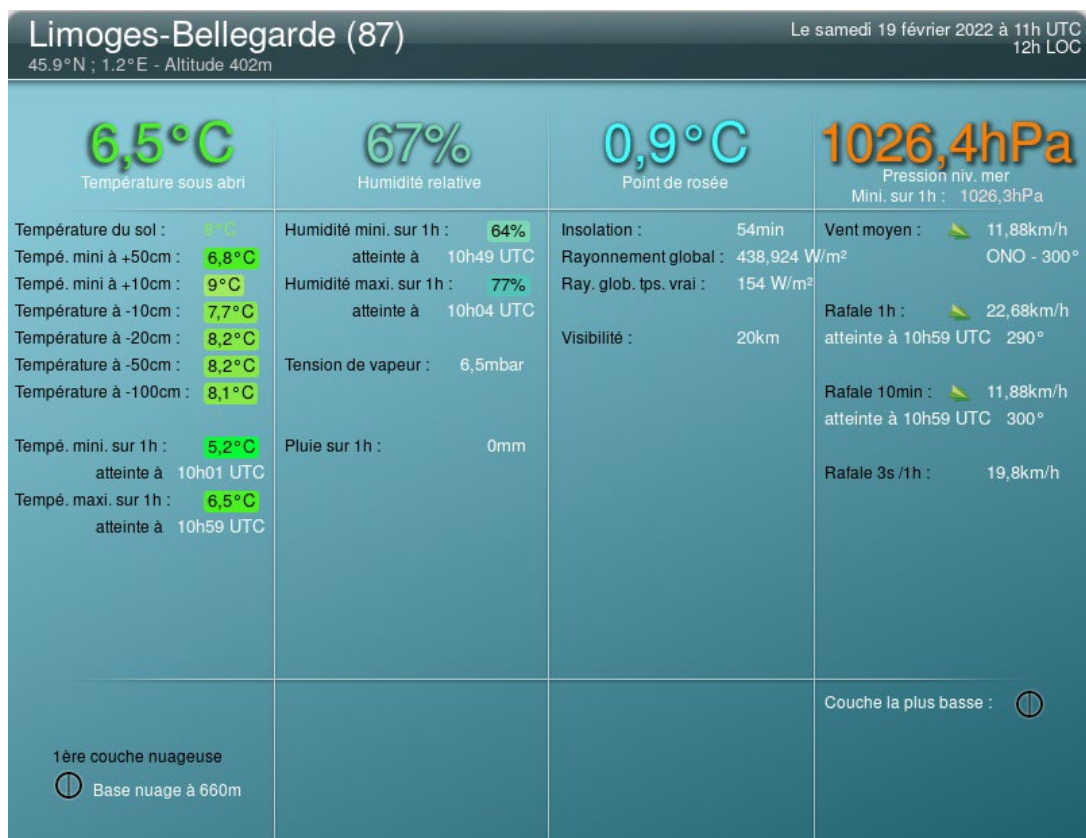 Limoges-Bellegarde (87)
45.9°N ; 1.2°E - Altitude 402m
Le samedi 19 février 2022 à 11h UTC
12h LOC
6,5°C
Température sous abri
67%
Humidité relative
0,9°C
Point de rosée
1026,4hPa
Pression niv. mer
Mini. sur 1h : 1026,3hPa
Température du sol : 8°C
Tempé. mini à +50cm : 6,8°C
Tempé. mini à +10cm : 9°C
Température à -10cm : 7,7°C
Température à -20cm : 8,2°C
Température à -50cm : 8,2°C
Température à -100cm : 8,1°C
Tempé. mini. sur 1h : 5,2°C
atteinte à 10h01 UTC
Tempé. maxi. sur 1h : 6,5°C
atteinte à 10h59 UTC
Humidité mini. sur 1h : 64%
atteinte à 10h49 UTC
Humidité maxi. sur 1h : 77%
atteinte à 10h04 UTC
Tension de vapeur : 6,5mbar
Pluie sur 1h : 0mm
Insolation : 54min
Rayonnement global : 438,924 W/m²
Ray. glob. tps. vrai : 154 W/m²
Visibilité : 20km
Vent moyen : 11,88km/h
ONO - 300°
Rafale 1h : 22,68km/h
atteinte à 10h59 UTC 290°
Rafale 10min : 11,88km/h
atteinte à 10h59 UTC 300°
Rafale 3s /1h : 19,8km/h
1ère couche nuageuse
Base nuage à 660m
Couche la plus basse :